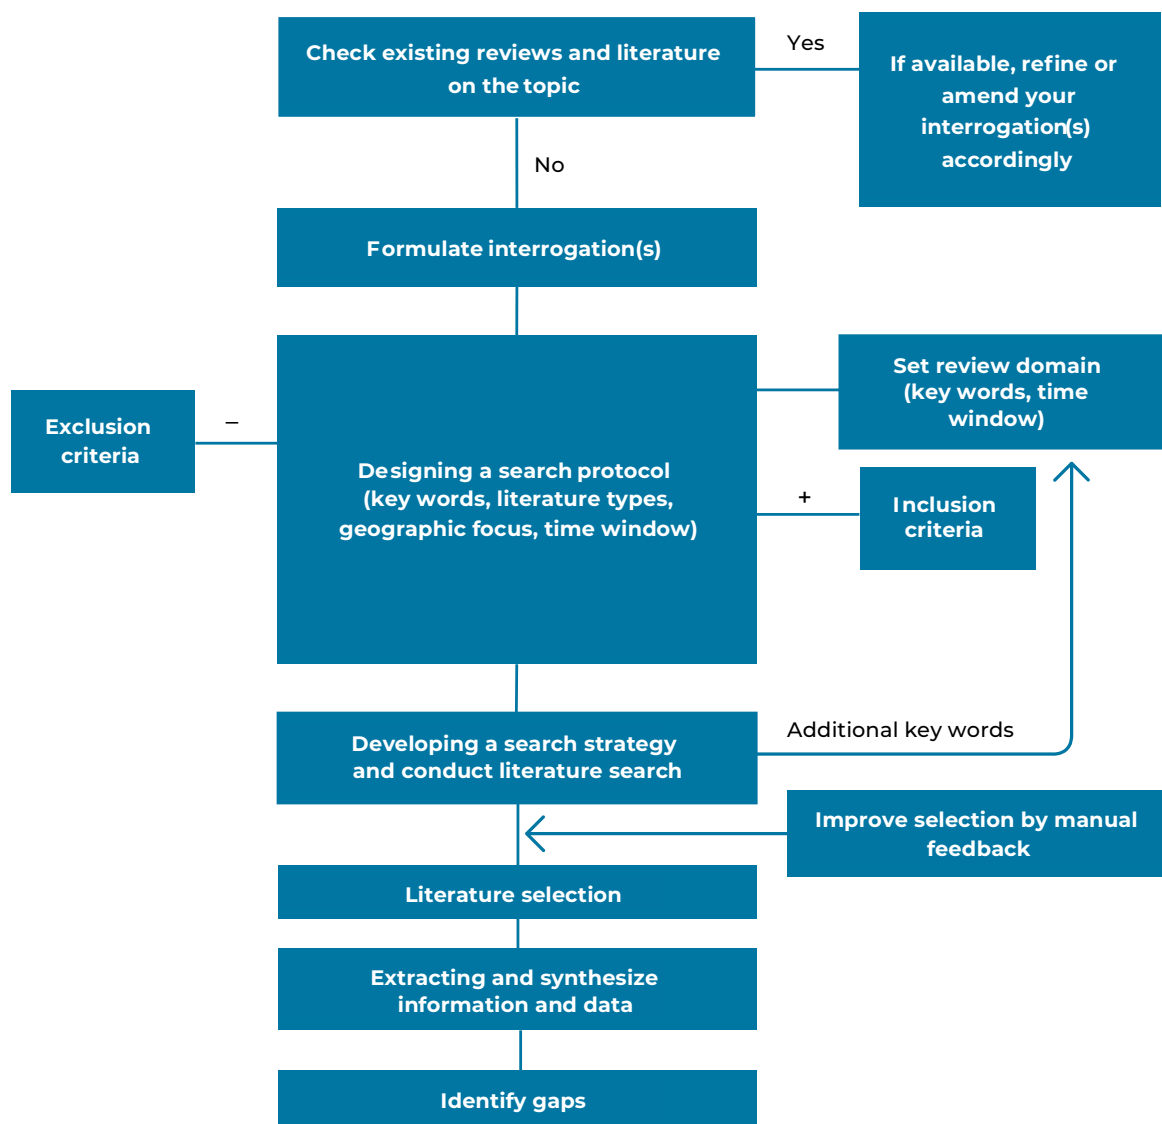 Check existing reviews and literature
on the topic
Yes
If available, refine or
amend your
interrogation(s)
accordingly
No
Formulate interrogation(s)
Set review domain
(key words, time
window)
Exclusion
criteria
–
Designing a search protocol
(key words, literature types,
geographic focus, time window)
+
Inclusion
criteria
Developing a search strategy
and conduct literature search
Additional key words
Improve selection by manual
feedback
Literature selection
Extracting and synthesize
information and data
Identify gaps